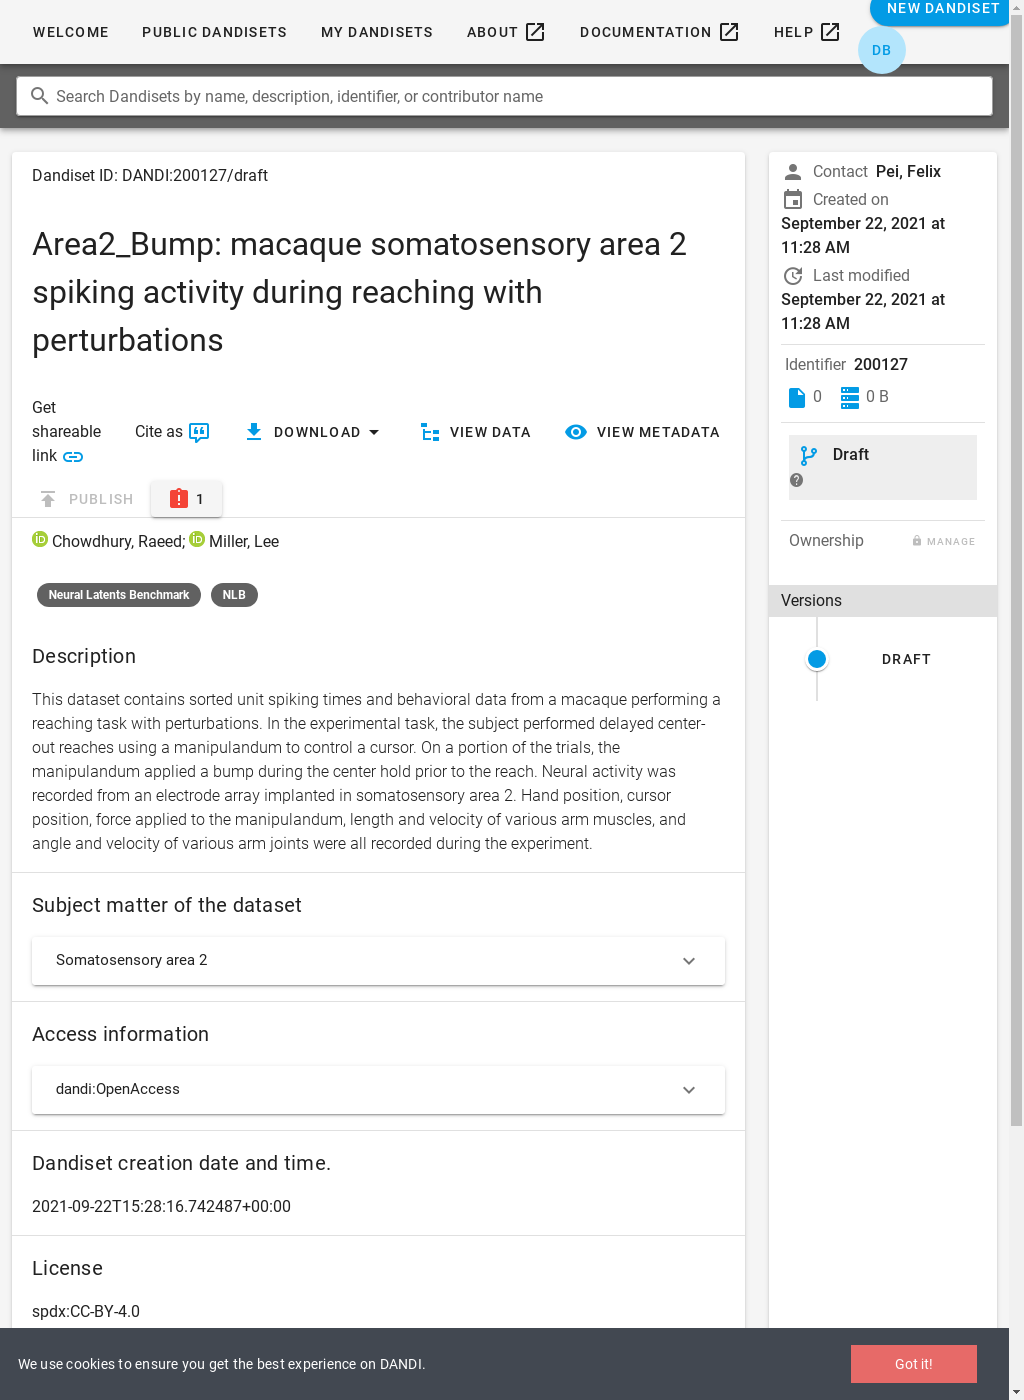 WELCOME PUBLIC DANDISETS MY DANDISETS ABOUT DOCUMENTATION HELP NEW DANDISET
DB
Search Dandisets by name, description, identifier, or contributor name
Dandiset ID: DANDI:200127/draft
Area2_Bump: macaque somatosensory area 2
spiking activity during reaching with
perturbations
Get
shareable
link
Cite as
DOWNLOAD
VIEW DATA
VIEW METADATA
PUBLISH
1
iD Chowdhury, Raeed; iD Miller, Lee
Neural Latents Benchmark NLB
Description
This dataset contains sorted unit spiking times and behavioral data from a macaque performing a
reaching task with perturbations. In the experimental task, the subject performed delayed center-
out reaches using a manipulandum to control a cursor. On a portion of the trials, the
manipulandum applied a bump during the center hold prior to the reach. Neural activity was
recorded from an electrode array implanted in somatosensory area 2. Hand position, cursor
position, force applied to the manipulandum, length and velocity of various arm muscles, and
angle and velocity of various arm joints were all recorded during the experiment.
Subject matter of the dataset
Somatosensory area 2
Access information
dandi:OpenAccess
Dandiset creation date and time.
2021-09-22T15:28:16.742487+00:00
License
spdx:CC-BY-4.0
Contact Pei, Felix
Created on
September 22, 2021 at
11:28 AM
Last modified
September 22, 2021 at
11:28 AM
Identifier 200127
0 0 B
Draft
?
Ownership MANAGE
Versions
DRAFT
We use cookies to ensure you get the best experience on DANDI.
Got it!